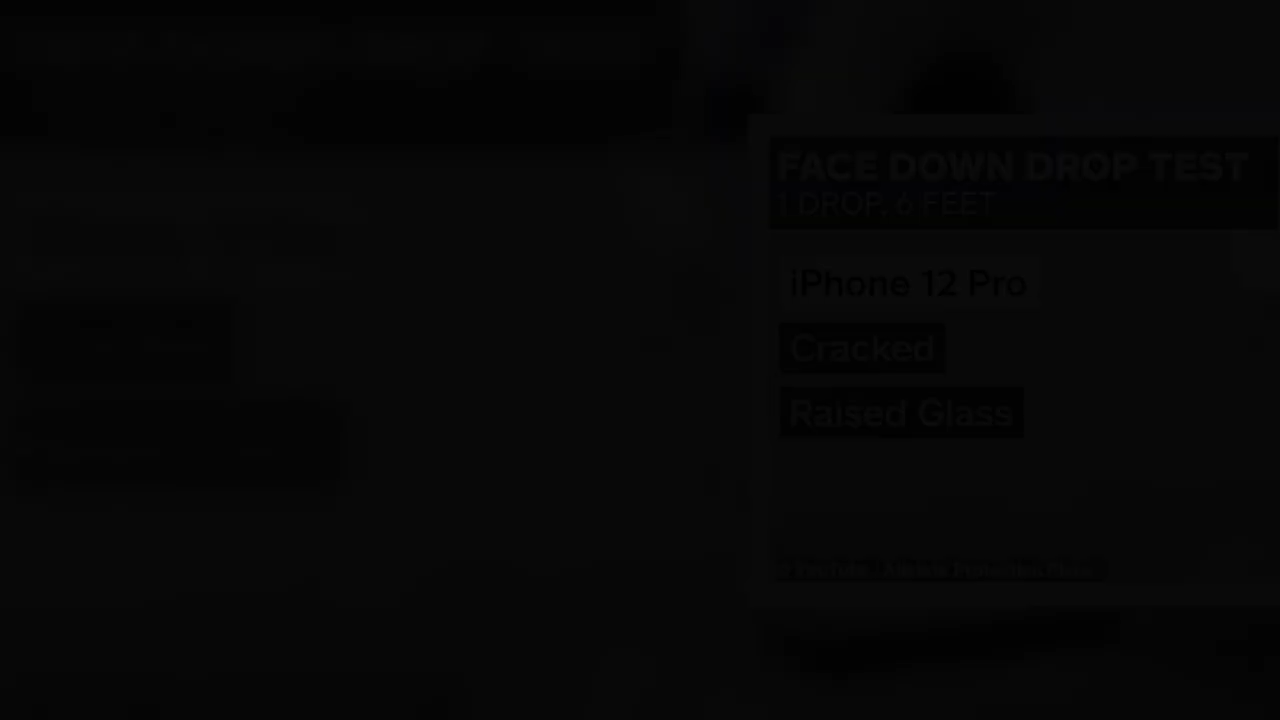 FACE DOWN DROP TEST
1 DROP, 6 FEET
iPhone 12 Pro
Cracked
Raised Glass